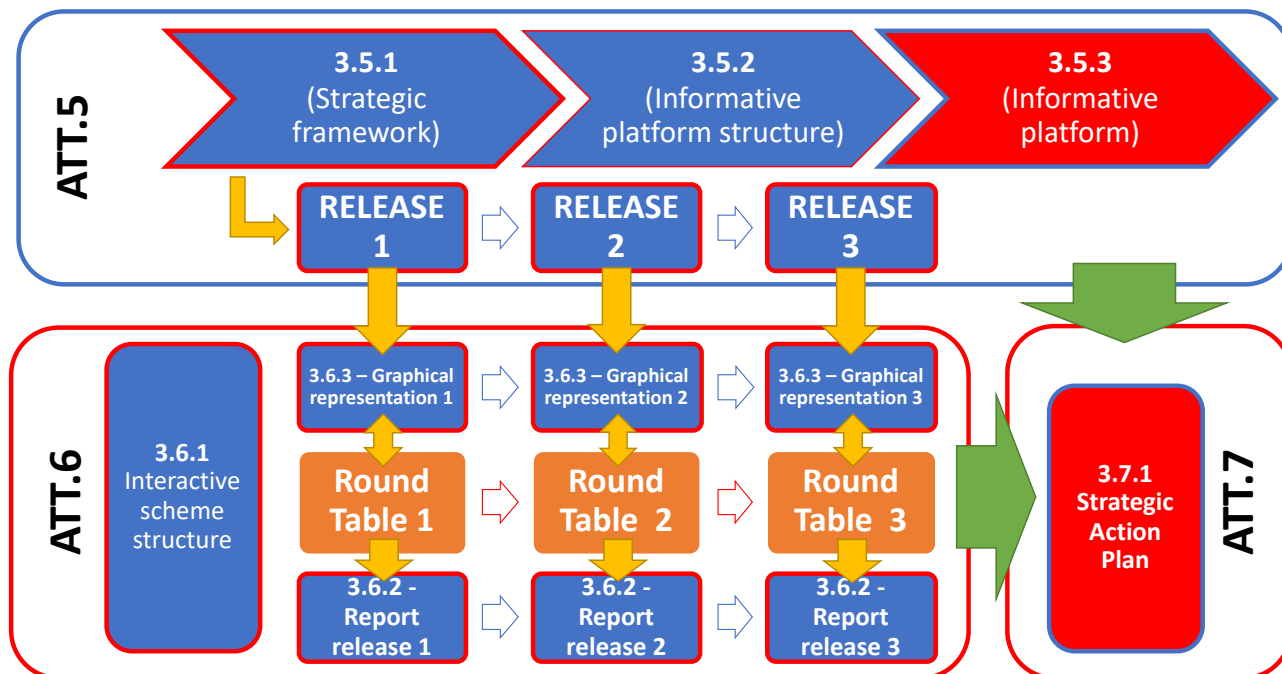 ATT.5
3.5.1
(Strategic
framework)
3.5.2
(Informative
platform structure)
3.5.3
(Informative
platform)
RELEASE
1
RELEASE
2
RELEASE
3
ATT.6
3.6.1
Interactive
scheme
structure
3.6.3 – Graphical
representation 1
3.6.3 – Graphical
representation 2
3.6.3 – Graphical
representation 3
Round
Table 1
Round
Table 2
Round
Table 3
3.6.2 -
Report
release 1
3.6.2 -
Report
release 2
3.6.2 -
Report
release 3
3.7.1
Strategic
Action
Plan
ATT.7